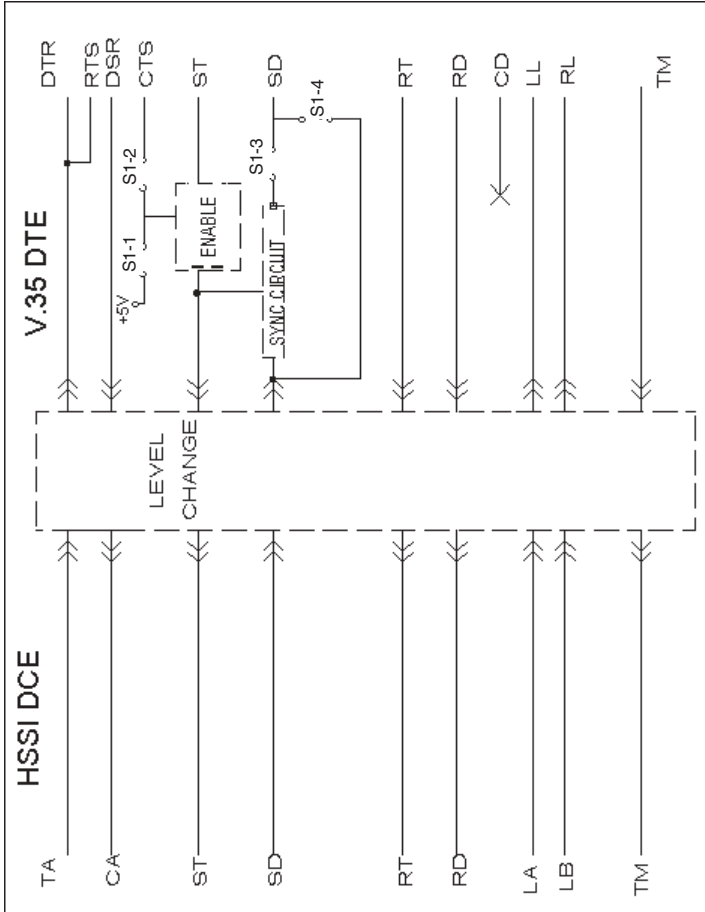 HSSI DCE
V.35 DTE
TA
CA
ST
SD
RT
RD
LA
LB
TM
LEVEL
CHANGE
+5V
S1-1
S1-2
ENABLE
SYNC CIRCUIT
S1-3
S1-4
DTR
RTS
DSR
CTS
ST
SD
RT
RD
CD
LL
RL
TM